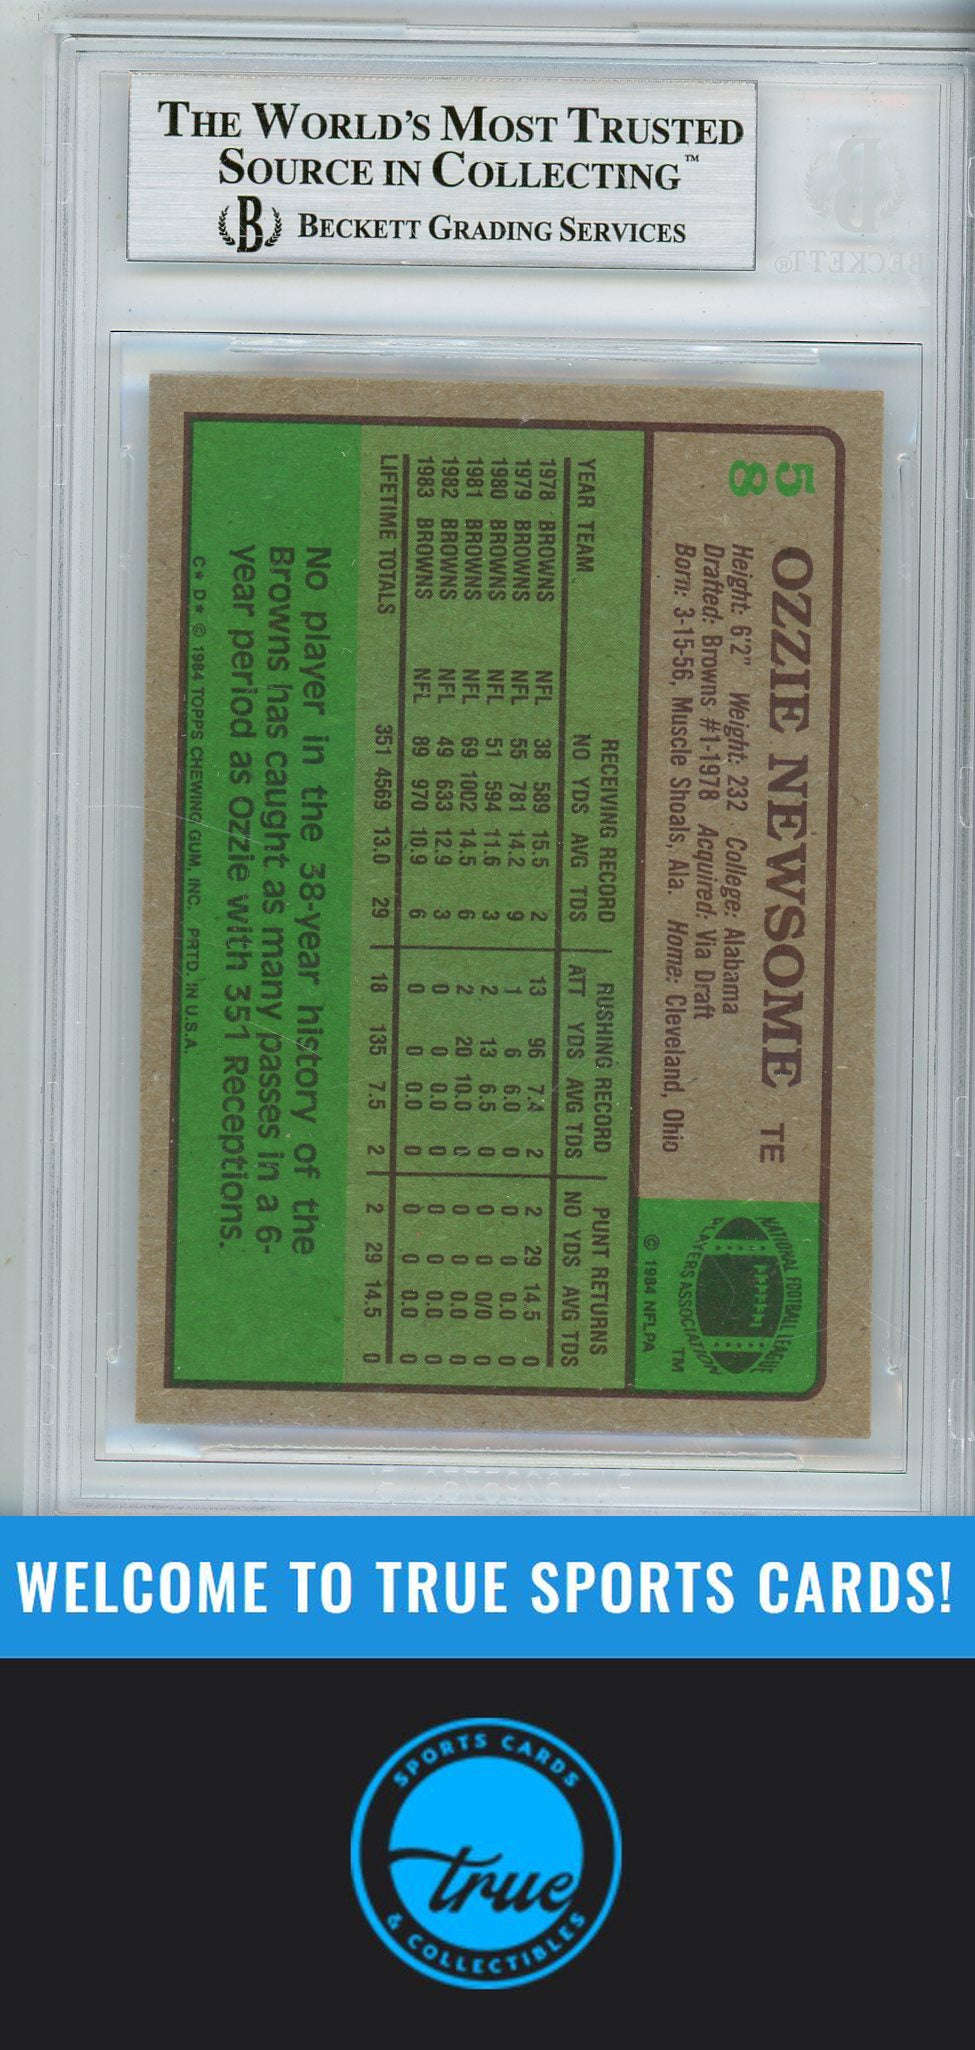 THE WORLD'S MOST TRUSTED
SOURCE IN COLLECTING™
B BECKETT GRADING SERVICES
B
BECKETT®
58
OZZIE NEWSOME TE
Height: 6'2" Weight: 232 College: Alabama
Drafted: Browns #1-1978 Acquired: Via Draft
Born: 3-15-56, Muscle Shoals, Ala. Home: Cleveland, Ohio
NATIONAL FOOTBALL LEAGUE
PLAYERS ASSOCIATION
TM
© 1984 NFLPA
RECEIVING RECORD RUSHING RECORD PUNT RETURNS
YEAR TEAM NO YDS AVG TDS ATT YDS AVG TDS NO YDS AVG TDS
1978 BROWNS NFL 38 589 15.5 2 13 96 7.4 2 2 29 14.5 0
1979 BROWNS NFL 55 781 14.2 9 1 6 6.0 0 0 0 0.0 0
1980 BROWNS NFL 51 594 11.6 3 2 13 6.5 0 0 0 0/0 0
1981 BROWNS NFL 69 1002 14.5 6 2 20 10.0 0 0 0 0.0 0
1982 BROWNS NFL 49 633 12.9 3 0 0 0.0 0 0 0 0.0 0
1983 BROWNS NFL 89 970 10.9 6 0 0 0.0 0 0 0 0.0 0
LIFETIME TOTALS 351 4569 13.0 29 18 135 7.5 2 2 29 14.5 0
No player in the 38-year history of the
Browns has caught as many passes in a 6-
year period as Ozzie with 351 Receptions.
C* D* © 1984 TOPPS CHEWING GUM, INC. PRTD. IN U.S.A.
WELCOME TO TRUE SPORTS CARDS!
SPORTS CARDS
true
& COLLECTIBLES